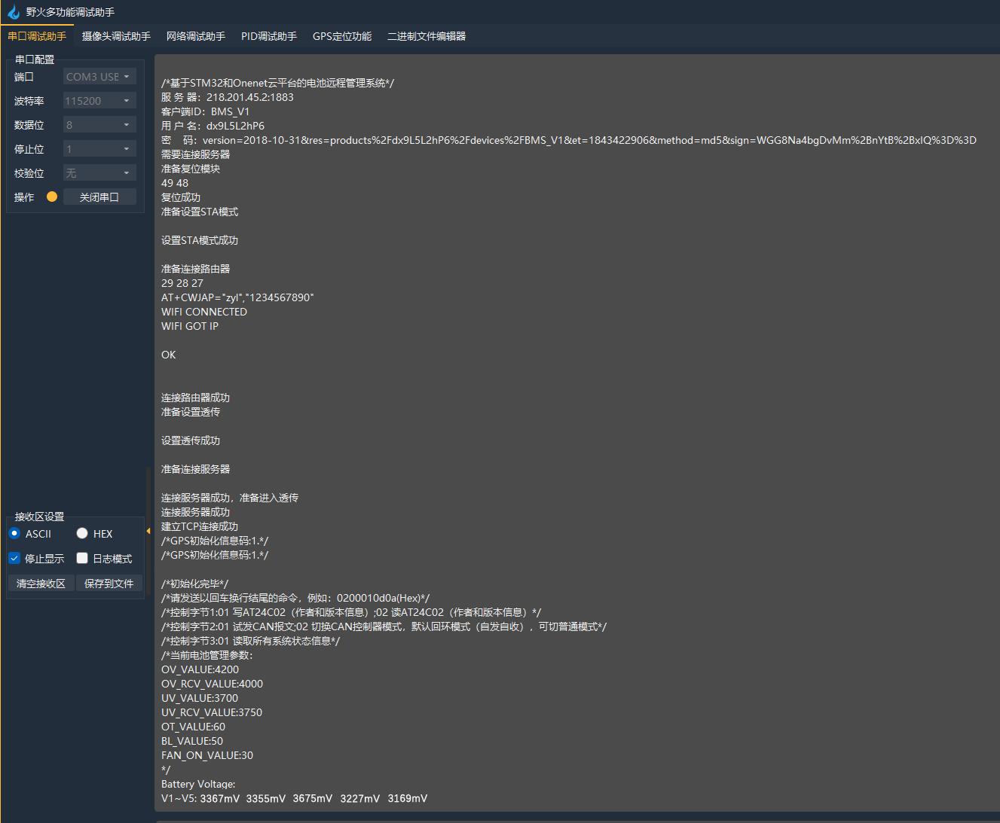 野火多功能调试助手
串口调试助手 摄像头调试助手 网络调试助手 PID调试助手 GPS定位功能 二进制文件编辑器
串口配置
端口 COM3 USB
波特率 115200
数据位 8
停止位 1
校验位 无
操作 关闭串口
接收区设置
ASCII HEX
停止显示 日志模式
清空接收区 保存到文件
/*基于STM32和Onenet云平台的电池远程管理系统*/
服 务 器：218.201.45.2:1883
客户端ID：BMS_V1
用 户 名：dx9L5L2hP6
密 码：version=2018-10-31&res=products%2Fdx9L5L2hP6%2Fdevices%2FBMS_V1&et=1843422906&method=md5&sign=WGG8Na4bgDvMm%2BnYtB%2BxIQ%3D%3D
需要连接服务器
准备复位模块
49 48
复位成功
准备设置STA模式
设置STA模式成功
准备连接路由器
29 28 27
AT+CWJAP="zyl","1234567890"
WIFI CONNECTED
WIFI GOT IP
OK
连接路由器成功
准备设置透传
设置透传成功
准备连接服务器
连接服务器成功，准备进入透传
连接服务器成功
建立TCP连接成功
/*GPS初始化信息码:1.*/
/*GPS初始化信息码:1.*/
/*初始化完毕*/
/*请发送以回车换行结尾的命令，例如：0200010d0a(Hex)*/
/*控制字节1:01 写AT24C02（作者和版本信息）;02 读AT24C02（作者和版本信息）*/
/*控制字节2:01 试发CAN报文;02 切换CAN控制器模式，默认回环模式（自发自收），可切普通模式*/
/*控制字节3:01 读取所有系统状态信息*/
/*当前电池管理参数：
OV_VALUE:4200
OV_RCV_VALUE:4000
UV_VALUE:3700
UV_RCV_VALUE:3750
OT_VALUE:60
BL_VALUE:50
FAN_ON_VALUE:30
*/
Battery Voltage:
V1~V5: 3367mV 3355mV 3675mV 3227mV 3169mV